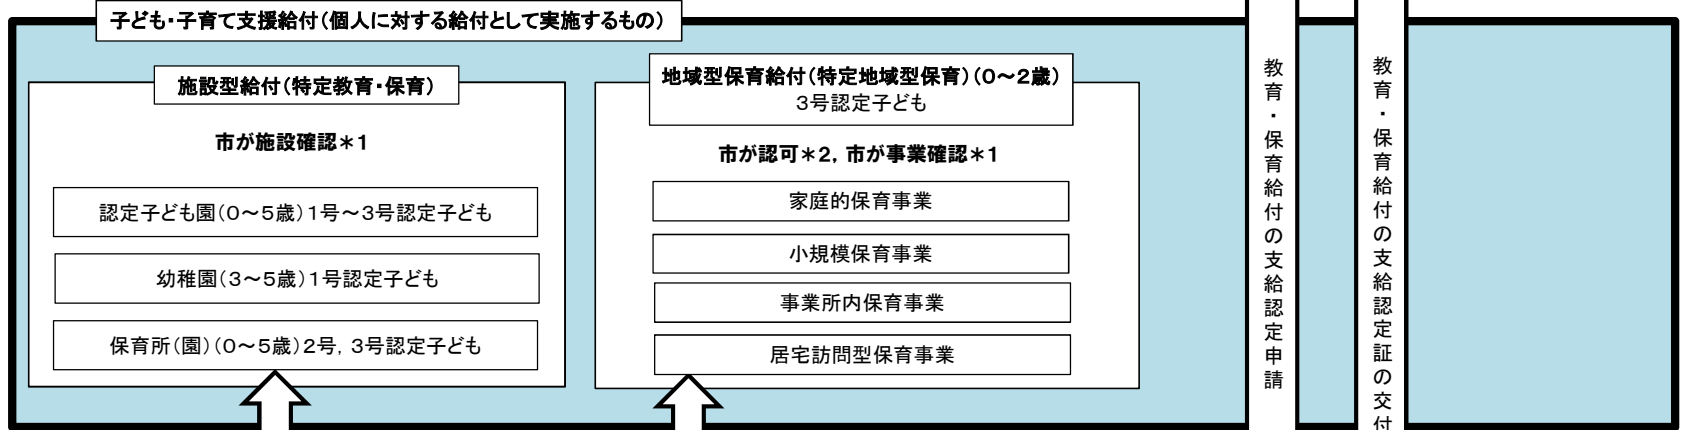 子ども・子育て支援給付(個人に対する給付として実施するもの)
施設型給付(特定教育・保育)
市が施設確認＊1
認定子ども園(0～5歳)1号～3号認定子ども
幼稚園(3～5歳)1号認定子ども
保育所(園)(0～5歳)2号，3号認定子ども
地域型保育給付(特定地域型保育)(0～2歳)
3号認定子ども
市が認可＊2，市が事業確認＊1
家庭的保育事業
小規模保育事業
事業所内保育事業
居宅訪問型保育事業
教育・保育給付の支給認定申請
教育・保育給付の支給認定証の交付